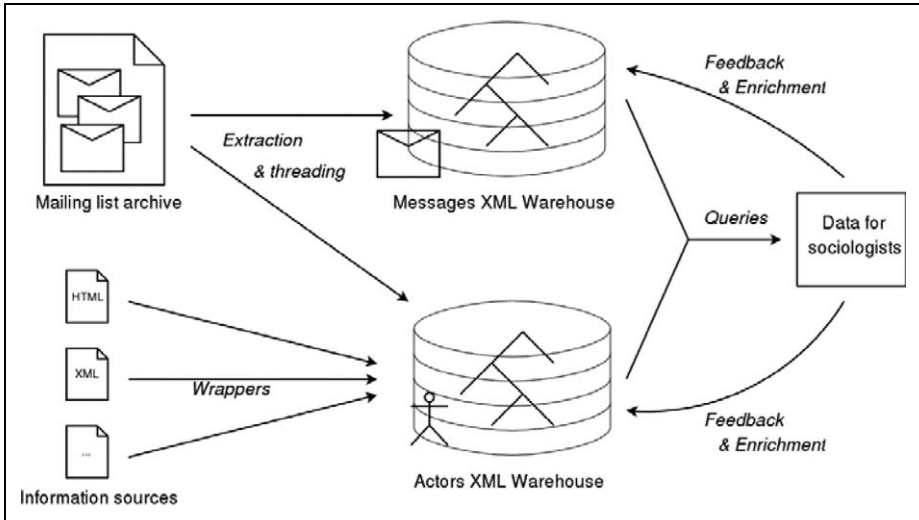 Mailing list archive
Extraction
& threading
Messages XML Warehouse
Feedback
& Enrichment
Queries
Data for
sociologists
HTML
XML
...
Information sources
Wrappers
Actors XML Warehouse
Feedback
& Enrichment